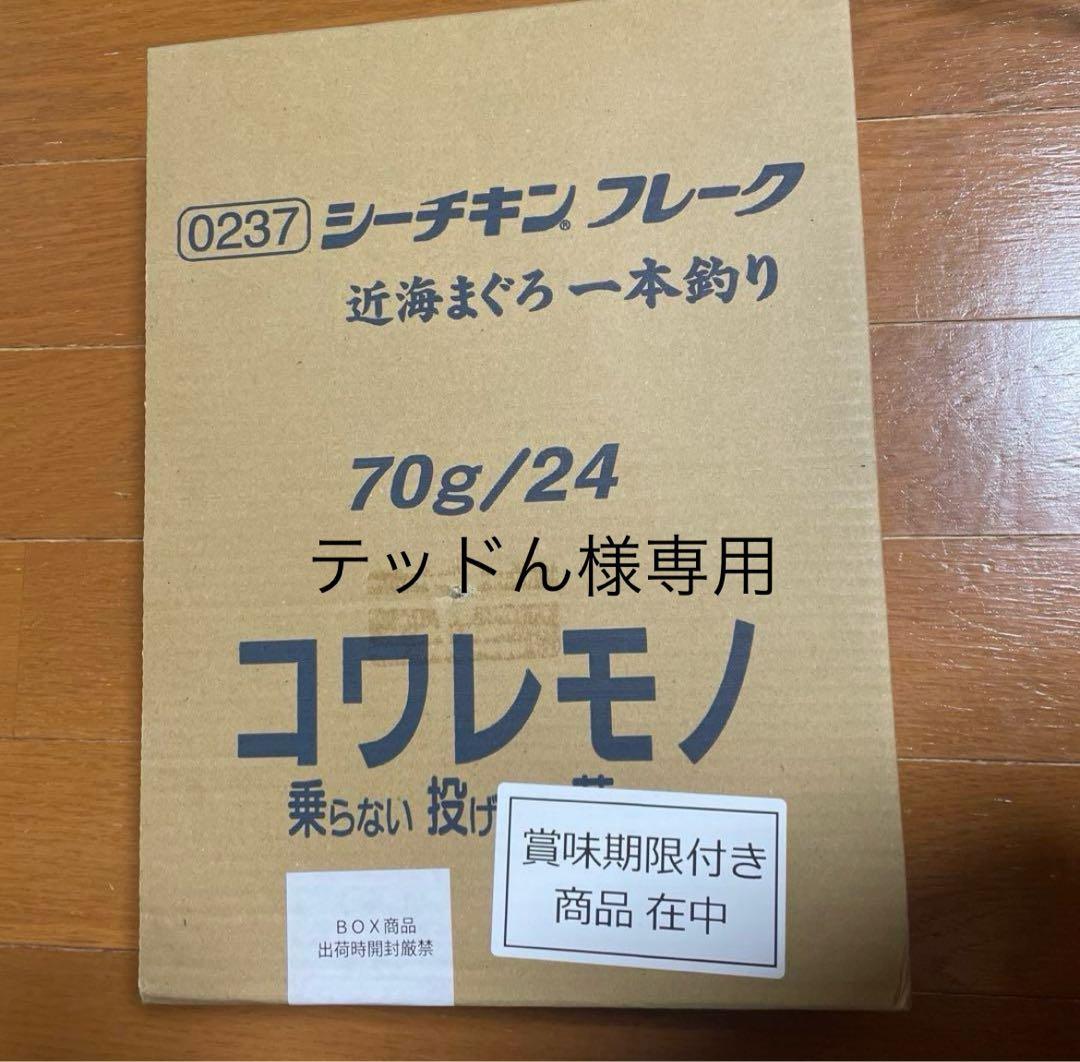 0237 シーチキン® フレーク
近海まぐろ 一本釣り
70g/24
テッドん様専用
コワレモノ
乗らない 投げ
賞味期限付き
商品 在中
BOX商品
出荷時開封厳禁